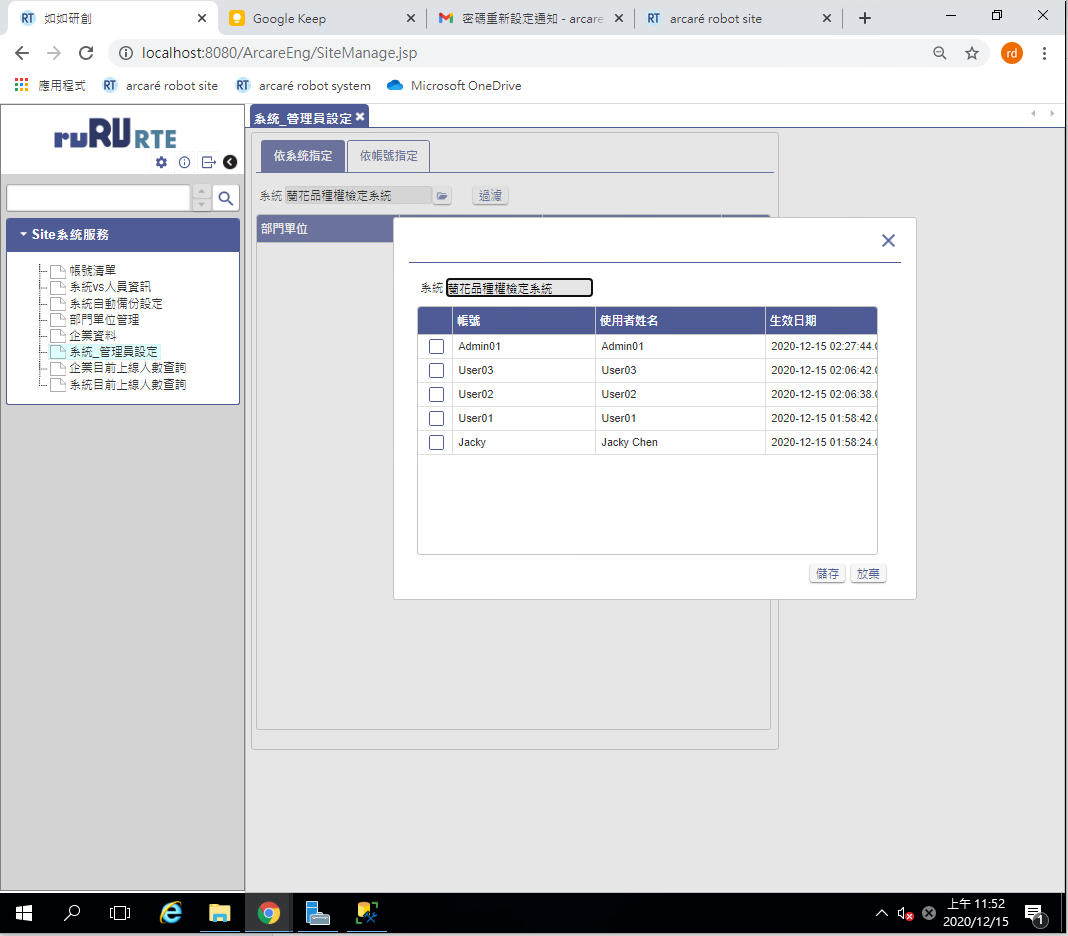 RT 如如研創
Google Keep
密碼重新設定通知 - arcare
RT arcaré robot site
localhost:8080/ArcareEng/SiteManage.jsp
rd
應用程式
RT arcaré robot site
RT arcaré robot system
Microsoft OneDrive
ruRU RTE
Site系統服務
帳號清單
系統vs人員資訊
系統自動備份設定
部門單位管理
企業資料
系統_管理員設定
企業目前上線人數查詢
系統目前上線人數查詢
系統_管理員設定
依系統指定
依帳號指定
系統 蘭花品種權檢定系統
過濾
部門單位
系統 蘭花品種權檢定系統
帳號 使用者姓名 生效日期
Admin01 Admin01 2020-12-15 02:27:44.
User03 User03 2020-12-15 02:06:42.
User02 User02 2020-12-15 02:06:38.
User01 User01 2020-12-15 01:58:42.
Jacky Jacky Chen 2020-12-15 01:58:24.
儲存 放棄
上午 11:52
2020/12/15
1